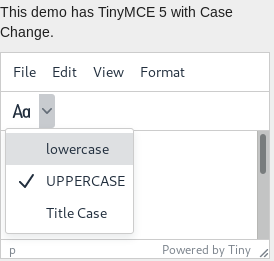 This demo has TinyMCE 5 with Case
Change.
File Edit View Format
Aa
lowercase
UPPERCASE
Title Case
p Powered by Tiny